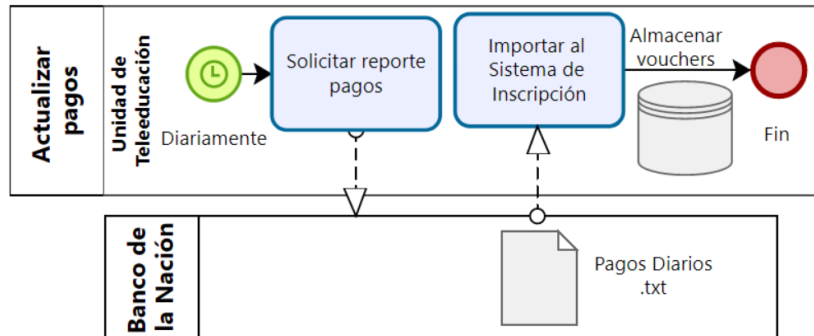 Actualizar
pagos
Unidad de
Teleeducación
Diariamente
Solicitar reporte
pagos
Importar al
Sistema de
Inscripción
Almacenar
vouchers
Fin
Banco de
la Nación
Pagos Diarios
.txt